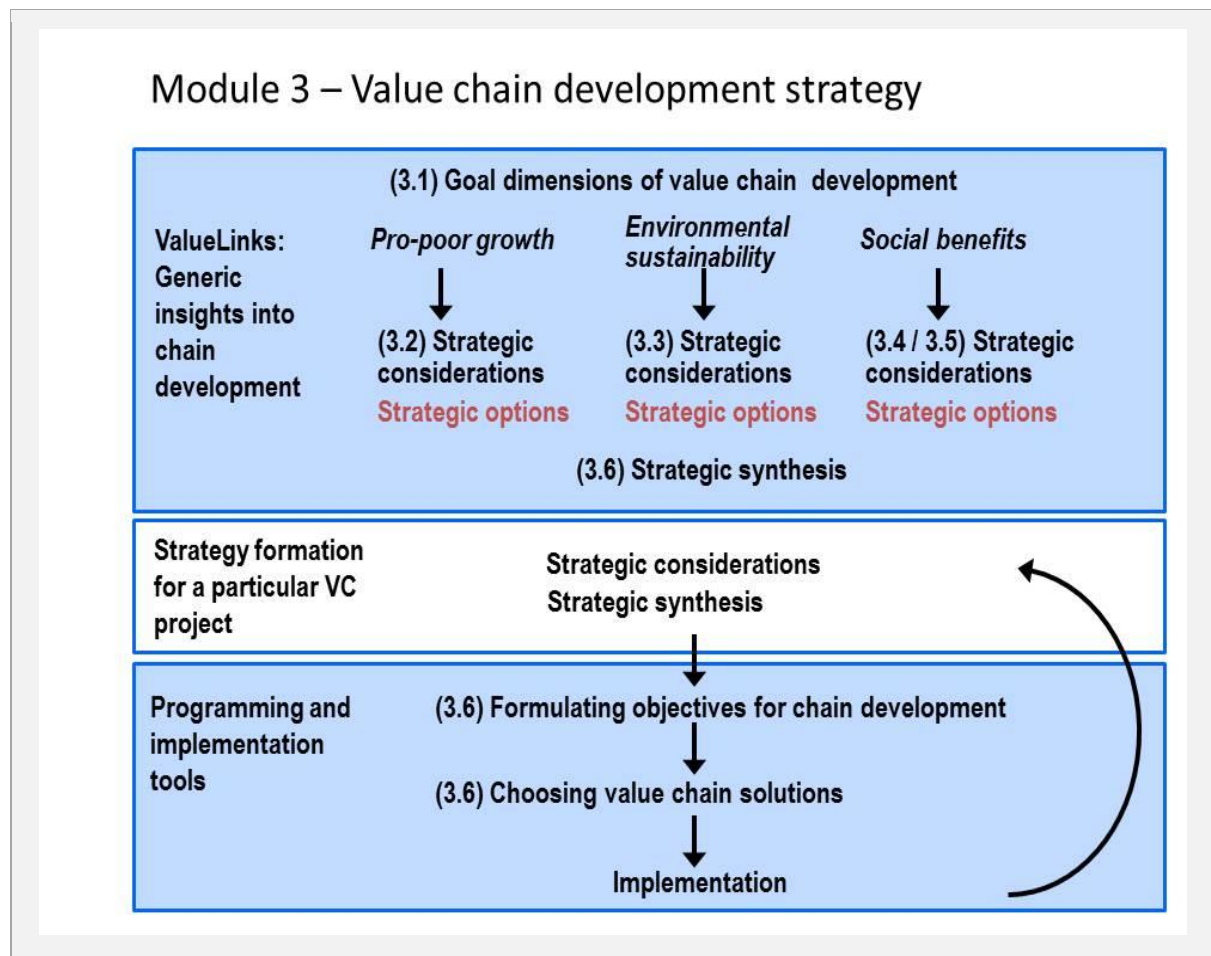 Module 3 – Value chain development strategy
(3.1) Goal dimensions of value chain development
ValueLinks:
Generic
insights into
chain
development
Pro-poor growth
Environmental
sustainability
Social benefits
(3.2) Strategic
considerations
Strategic options
(3.3) Strategic
considerations
Strategic options
(3.4 / 3.5) Strategic
considerations
Strategic options
(3.6) Strategic synthesis
Strategy formation
for a particular VC
project
Strategic considerations
Strategic synthesis
Programming and
implementation
tools
(3.6) Formulating objectives for chain development
(3.6) Choosing value chain solutions
Implementation